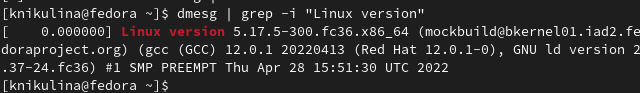 [knikulina@fedora ~]$ dmesg | grep -i "Linux version"
[    0.000000] Linux version 5.17.5-300.fc36.x86_64 (mockbuild@bkernel01.iad2.fe
doraproject.org) (gcc (GCC) 12.0.1 20220413 (Red Hat 12.0.1-0), GNU ld version 2
.37-24.fc36) #1 SMP PREEMPT Thu Apr 28 15:51:30 UTC 2022
[knikulina@fedora ~]$